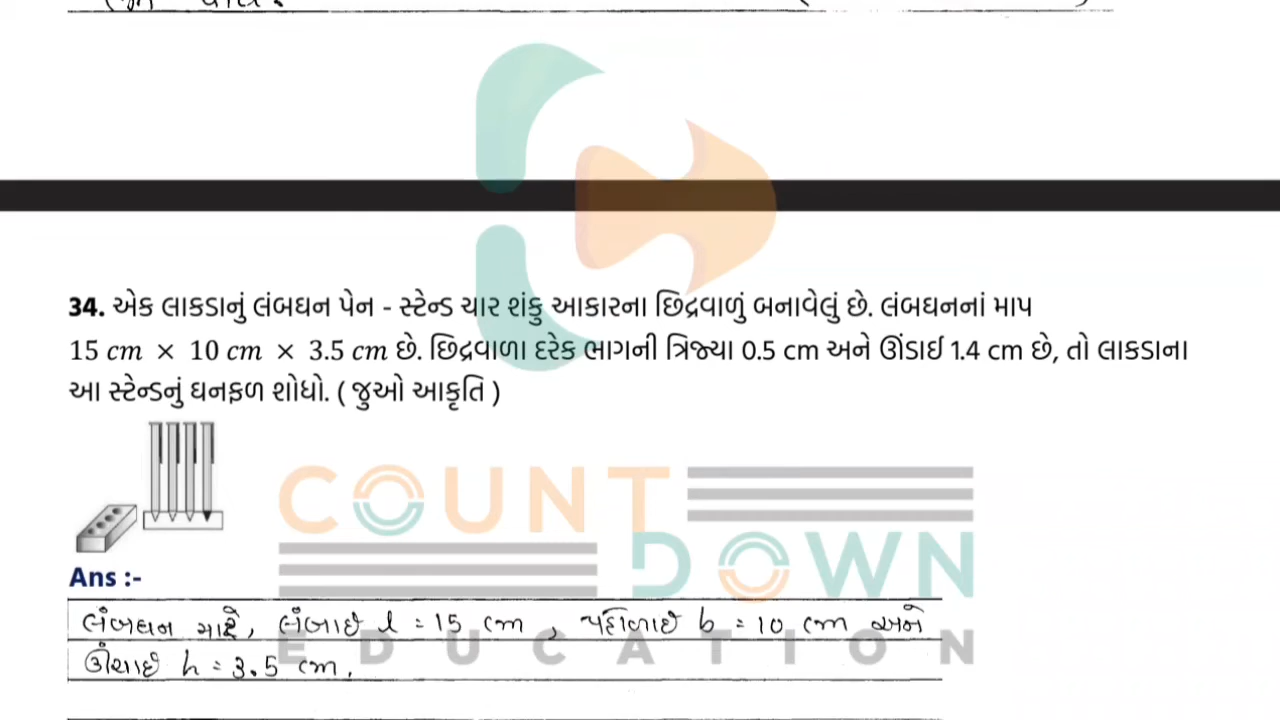 34. એક લાકડાનું લંબઘન પેન - સ્ટેન્ડ ચાર શંકુ આકારના છિદ્રવાળું બનાવેલું છે. લંબઘનનાં માપ
15 cm × 10 cm × 3.5 cm છે. છિદ્રવાળા દરેક ભાગની ત્રિજ્યા 0.5 cm અને ઊંડાઈ 1.4 cm છે, તો લાકડાના
આ સ્ટેન્ડનું ઘનફળ શોધો. ( જુઓ આકૃતિ )
COUNT
DOWN
Ans :-
લંબઘન માટે, લંબાઈ l = 15 cm , પહોળાઈ b = 10 cm અને
EDUCATION
ઊંચાઈ h = 3.5 cm.